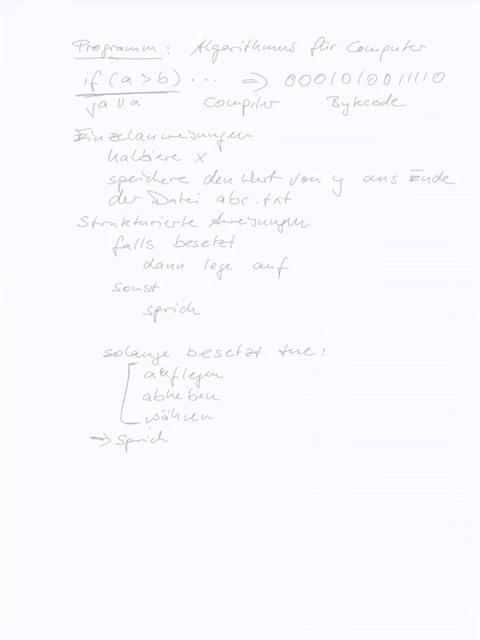 Programm: Algorithmus für Computer
if (a > b) .... => 00010100111110
Java Compiler Bytecode
Einzelanweisungen
halbiere x
speichere den Wert von y ans Ende
der Datei abc.txt
Strukturierte Anweisungen
falls besetzt
dann lege auf
sonst
sprich
solange besetzt tue:
auflegen
abheben
wählen
→ sprich